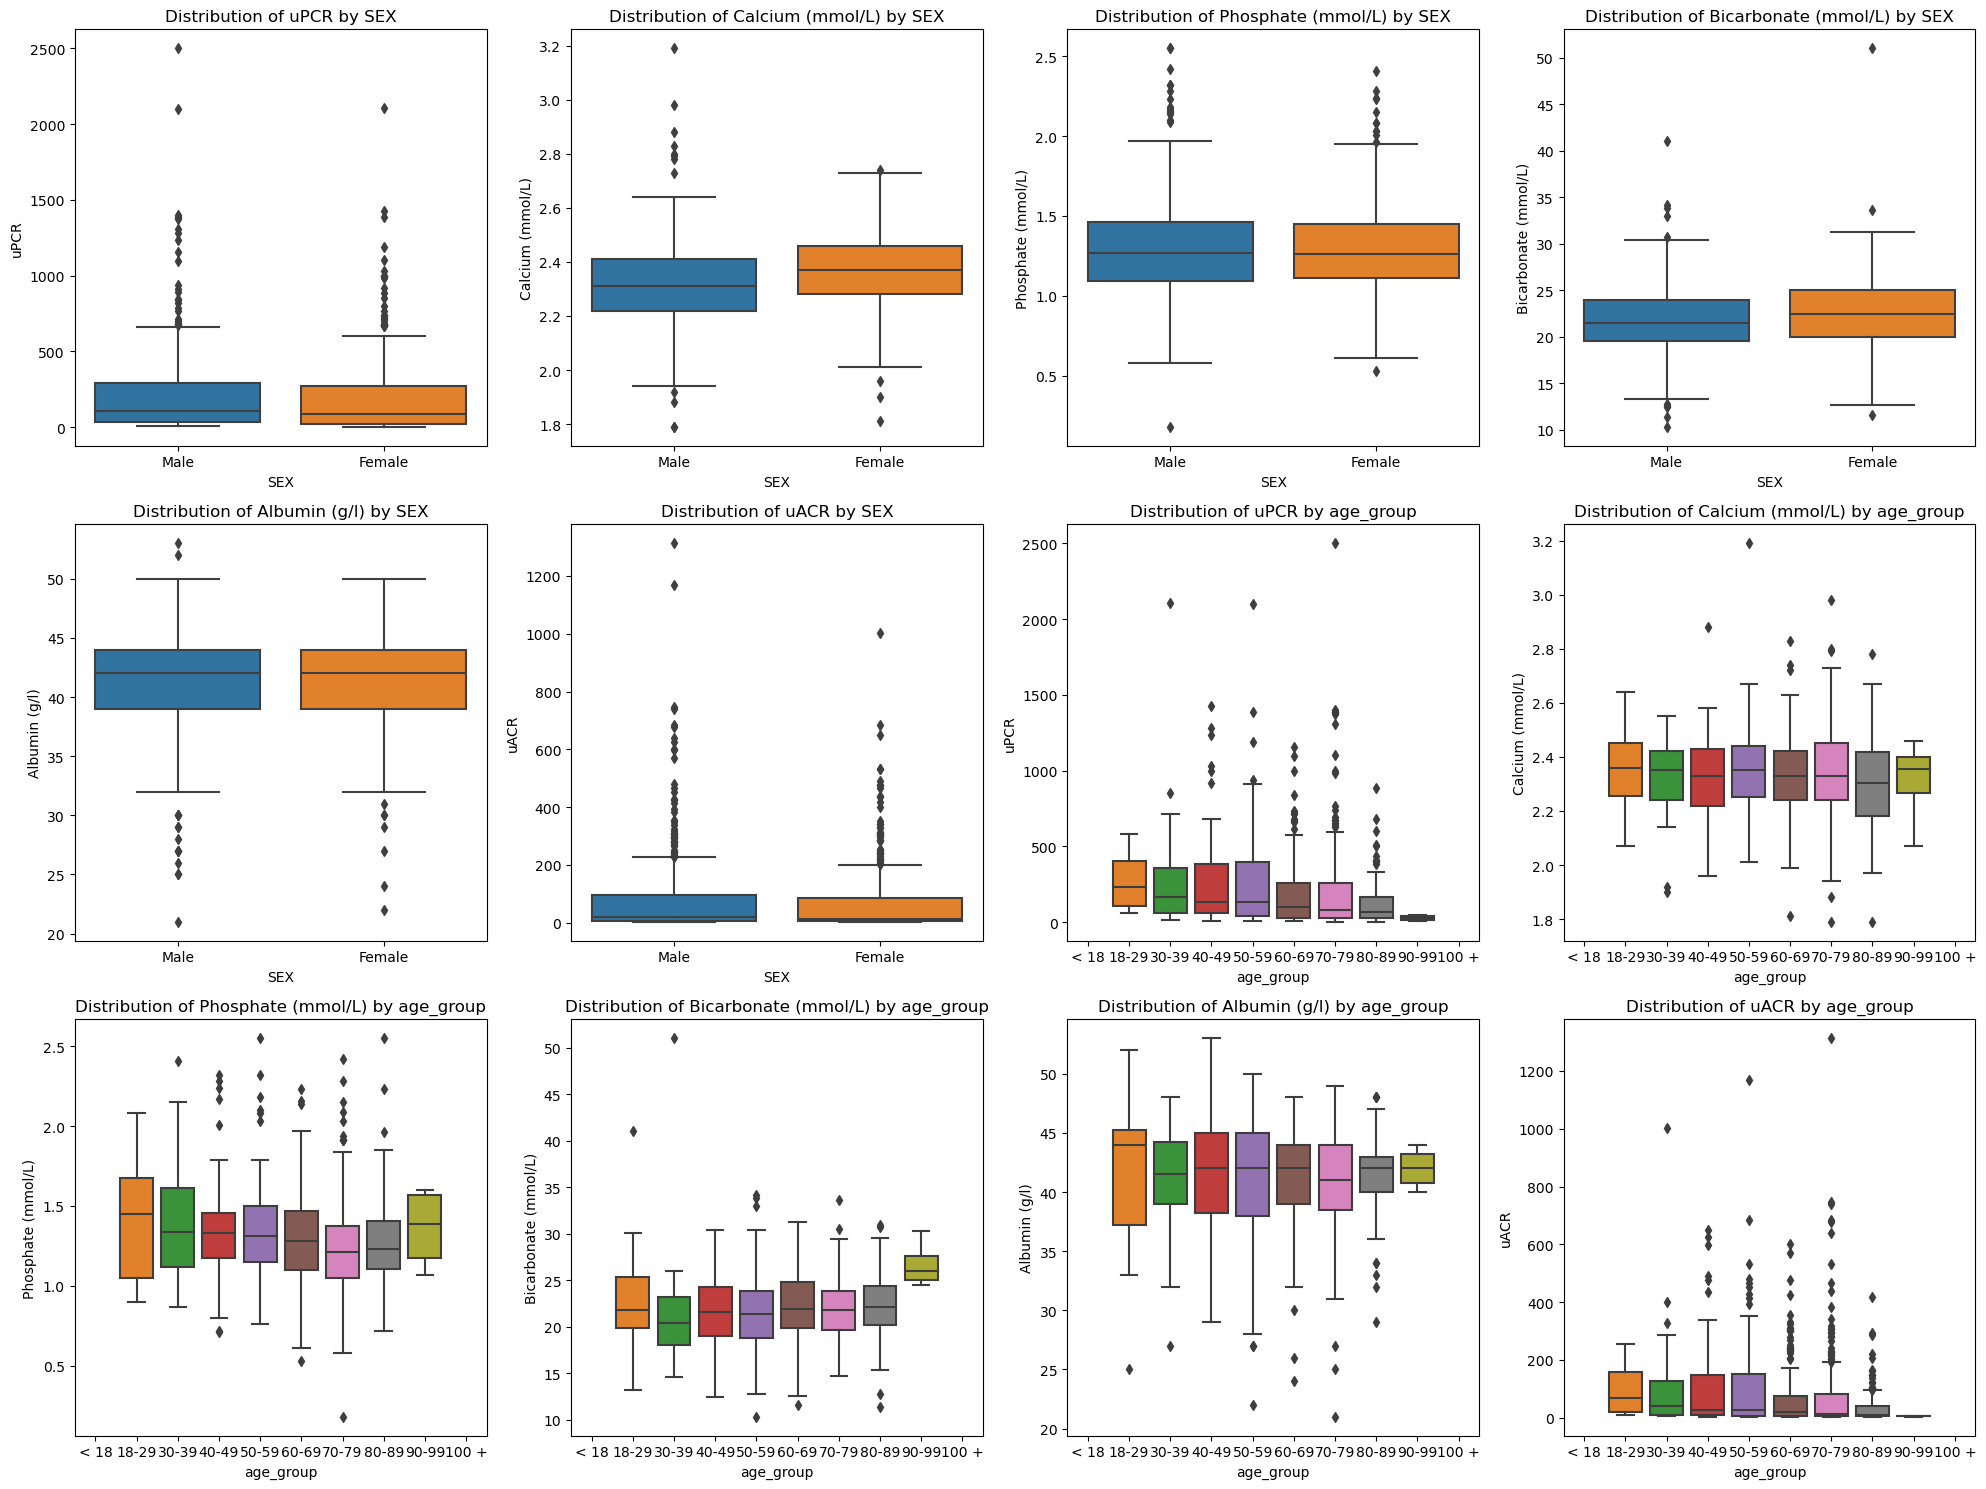 Distribution of uPCR by SEX
2500
2000
1500
1000
500
0
uPCR
Male Female
SEX
Distribution of Calcium (mmol/L) by SEX
3.2
3.0
2.8
2.6
2.4
2.2
2.0
1.8
Calcium (mmol/L)
Male Female
SEX
Distribution of Phosphate (mmol/L) by SEX
2.5
2.0
1.5
1.0
0.5
Phosphate (mmol/L)
Male Female
SEX
Distribution of Bicarbonate (mmol/L) by SEX
50
45
40
35
30
25
20
15
10
Bicarbonate (mmol/L)
Male Female
SEX
Distribution of Albumin (g/l) by SEX
50
45
40
35
30
25
20
Albumin (g/l)
Male Female
SEX
Distribution of uACR by SEX
1200
1000
800
600
400
200
0
uACR
Male Female
SEX
Distribution of uPCR by age_group
2500
2000
1500
1000
500
0
uPCR
< 18 18-29 30-39 40-49 50-59 60-69 70-79 80-89 90-99 100 +
age_group
Distribution of Calcium (mmol/L) by age_group
3.2
3.0
2.8
2.6
2.4
2.2
2.0
1.8
Calcium (mmol/L)
< 18 18-29 30-39 40-49 50-59 60-69 70-79 80-89 90-99 100 +
age_group
Distribution of Phosphate (mmol/L) by age_group
2.5
2.0
1.5
1.0
0.5
Phosphate (mmol/L)
< 18 18-29 30-39 40-49 50-59 60-69 70-79 80-89 90-99 100 +
age_group
Distribution of Bicarbonate (mmol/L) by age_group
50
45
40
35
30
25
20
15
10
Bicarbonate (mmol/L)
< 18 18-29 30-39 40-49 50-59 60-69 70-79 80-89 90-99 100 +
age_group
Distribution of Albumin (g/l) by age_group
50
45
40
35
30
25
20
Albumin (g/l)
< 18 18-29 30-39 40-49 50-59 60-69 70-79 80-89 90-99 100 +
age_group
Distribution of uACR by age_group
1200
1000
800
600
400
200
0
uACR
< 18 18-29 30-39 40-49 50-59 60-69 70-79 80-89 90-99 100 +
age_group